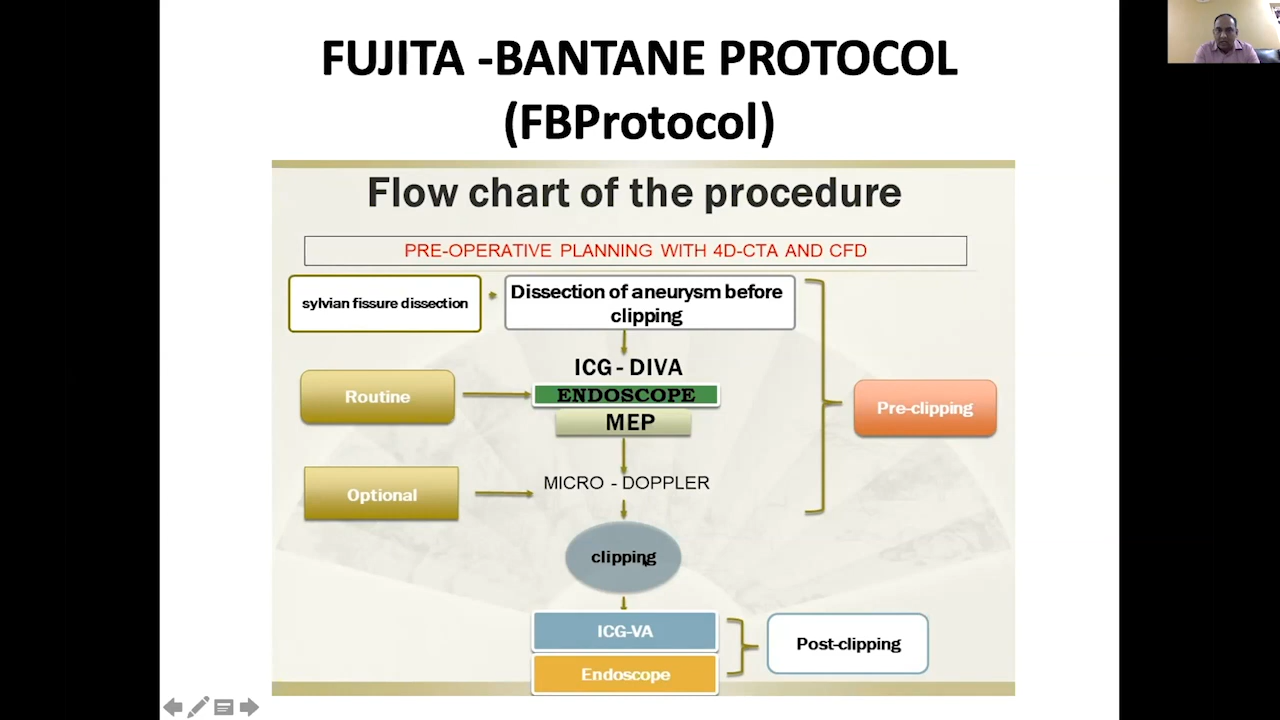 FUJITA -BANTANE PROTOCOL
(FBProtocol)
Flow chart of the procedure
PRE-OPERATIVE PLANNING WITH 4D-CTA AND CFD
sylvian fissure dissection
Dissection of aneurysm before
clipping
ICG - DIVA
Routine
ENDOSCOPE
MEP
Pre-clipping
Optional
MICRO - DOPPLER
clipping
ICG-VA
Endoscope
Post-clipping